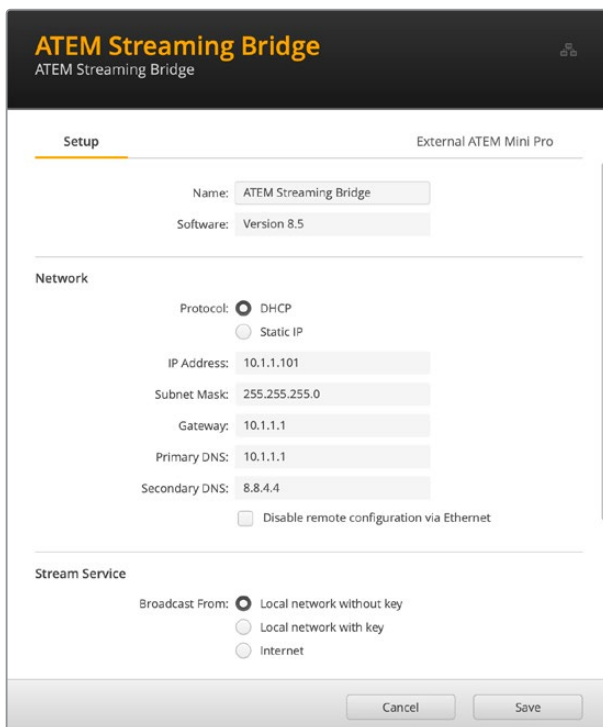 ATEM Streaming Bridge
ATEM Streaming Bridge
Setup External ATEM Mini Pro
Name: ATEM Streaming Bridge
Software: Version 8.5
Network
Protocol: DHCP
Static IP
IP Address: 10.1.1.101
Subnet Mask: 255.255.255.0
Gateway: 10.1.1.1
Primary DNS: 10.1.1.1
Secondary DNS: 8.8.4.4
Disable remote configuration via Ethernet
Stream Service
Broadcast From: Local network without key
Local network with key
Internet
Cancel Save